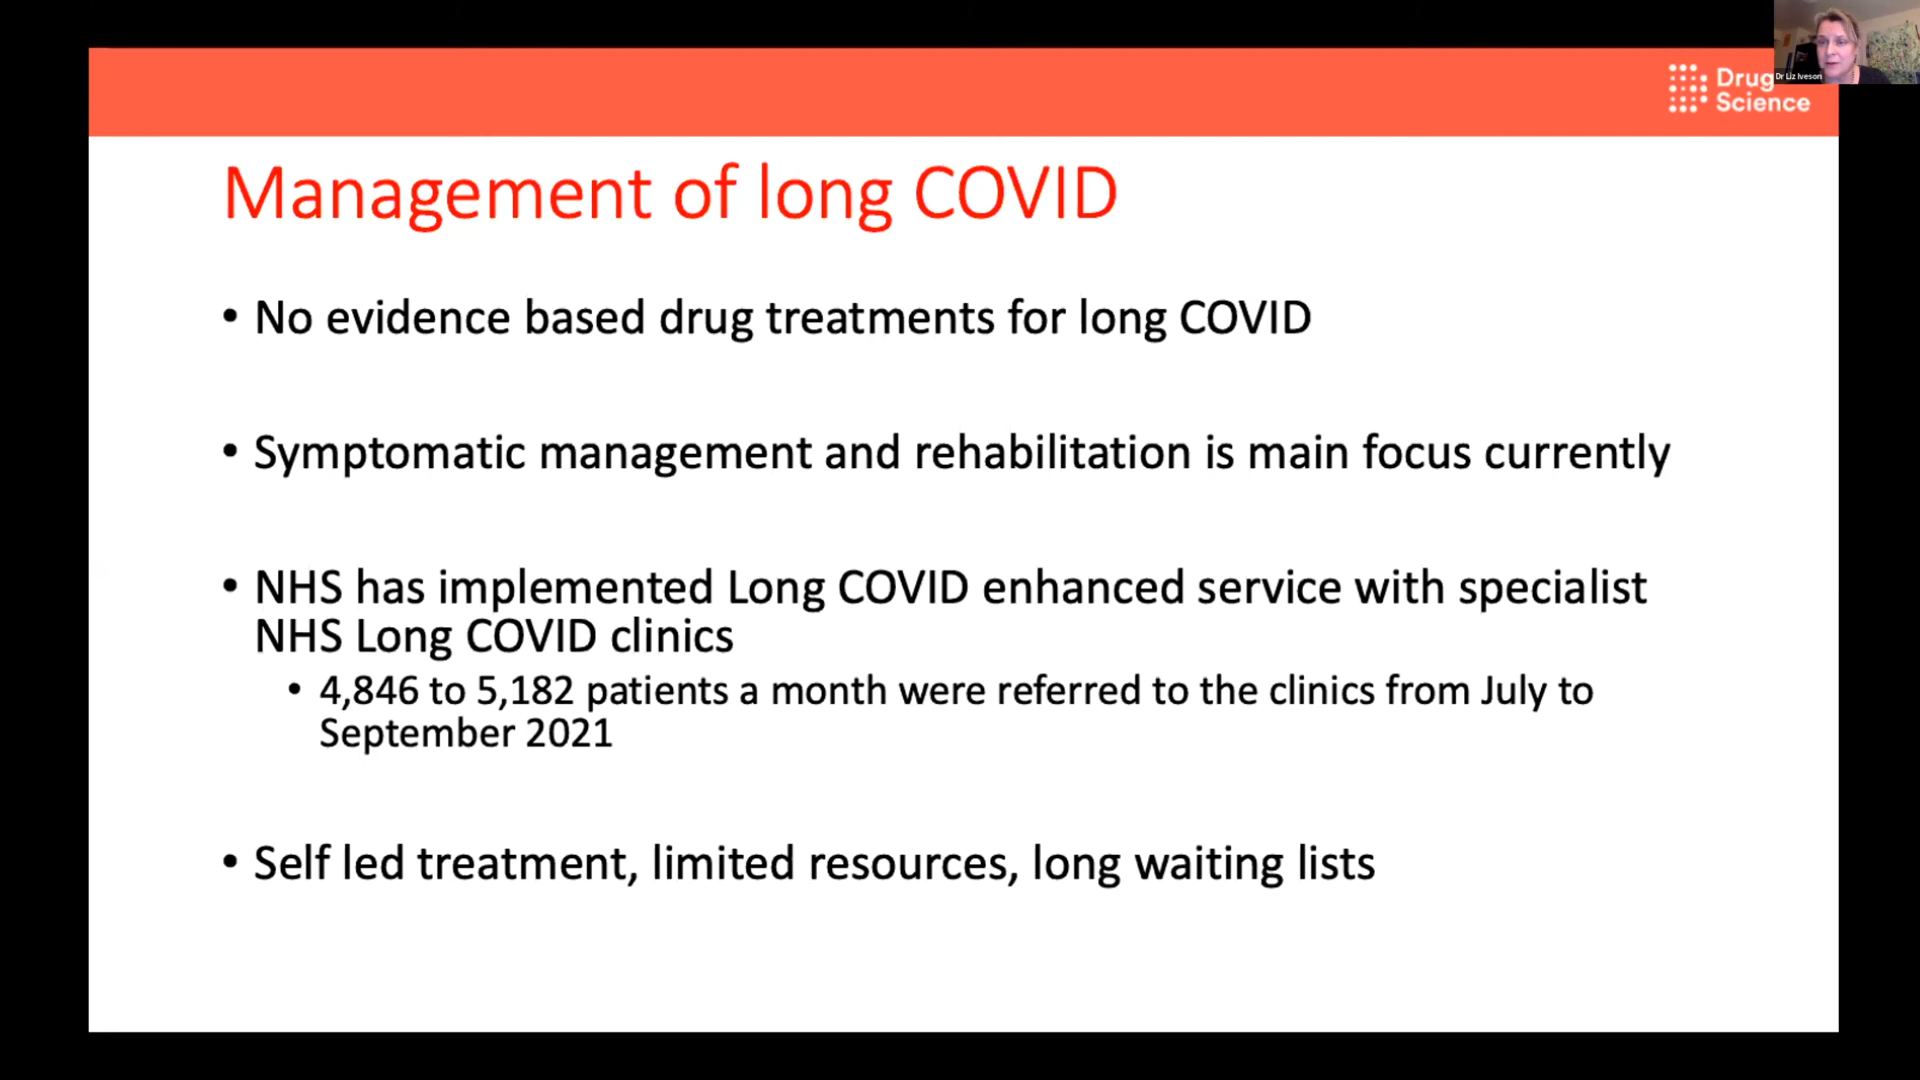 Drug
Science
Dr Liz Iveson
Management of long COVID
• No evidence based drug treatments for long COVID
• Symptomatic management and rehabilitation is main focus currently
• NHS has implemented Long COVID enhanced service with specialist
NHS Long COVID clinics
• 4,846 to 5,182 patients a month were referred to the clinics from July to
September 2021
• Self led treatment, limited resources, long waiting lists